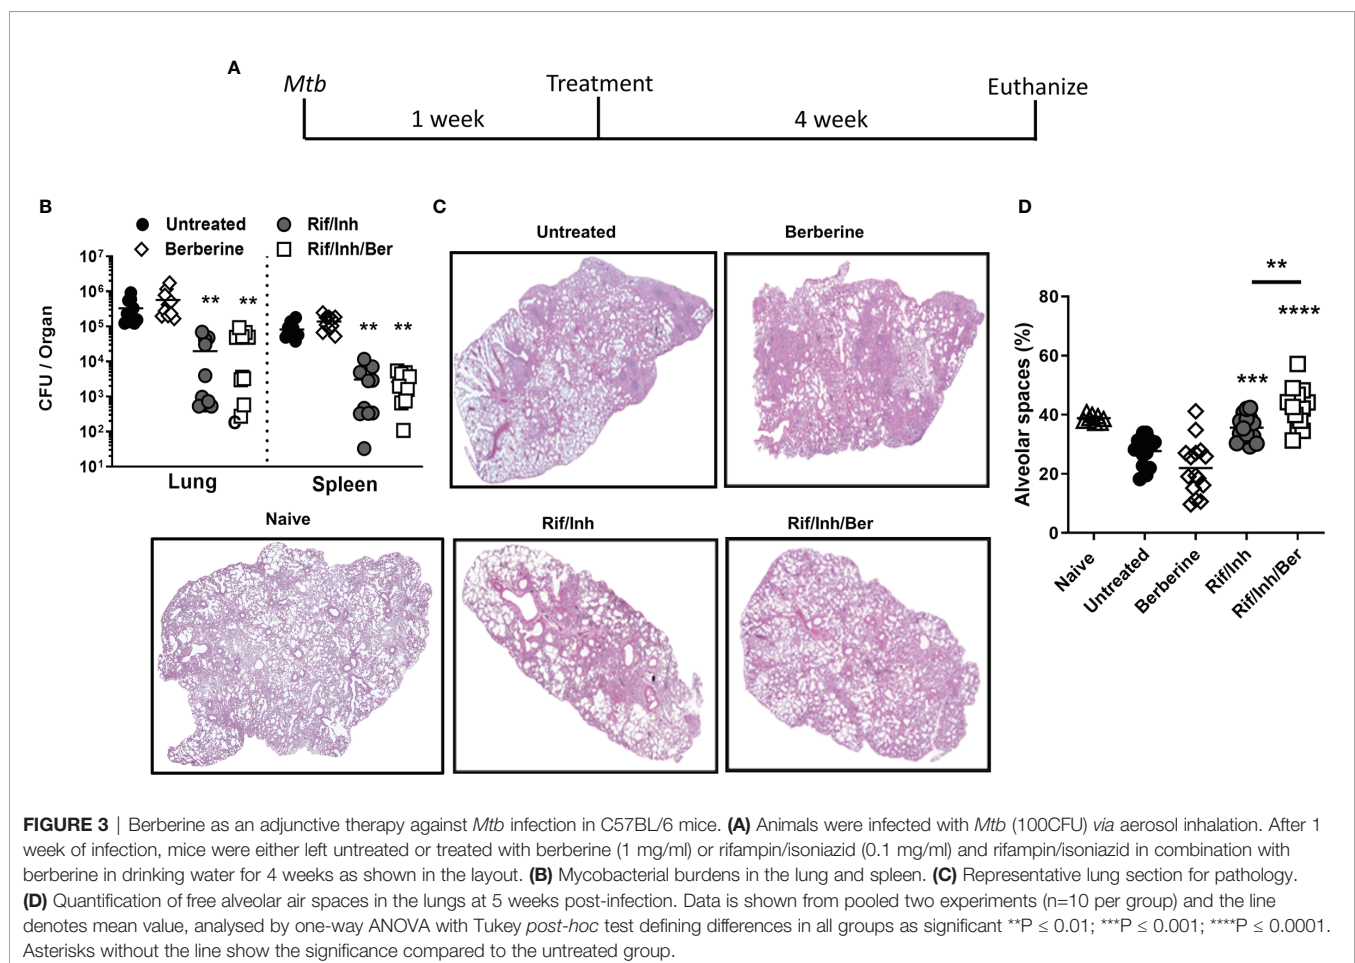 A
Mtb
Treatment
Euthanize
1 week
4 week
B
Untreated
Rif/Inh
Berberine
Rif/Inh/Ber
CFU / Organ
10⁷
10⁶
10⁵
10⁴
10³
10²
10¹
**
**
**
**
Lung
Spleen
C
Untreated
Berberine
Naive
Rif/Inh
Rif/Inh/Ber
D
**
****
***
Alveolar spaces (%)
80
60
40
20
0
Naive
Untreated
Berberine
Rif/Inh
Rif/Inh/Ber
FIGURE 3 | Berberine as an adjunctive therapy against Mtb infection in C57BL/6 mice. (A) Animals were infected with Mtb (100CFU) via aerosol inhalation. After 1
week of infection, mice were either left untreated or treated with berberine (1 mg/ml) or rifampin/isoniazid (0.1 mg/ml) and rifampin/isoniazid in combination with
berberine in drinking water for 4 weeks as shown in the layout. (B) Mycobacterial burdens in the lung and spleen. (C) Representative lung section for pathology.
(D) Quantification of free alveolar air spaces in the lungs at 5 weeks post-infection. Data is shown from pooled two experiments (n=10 per group) and the line
denotes mean value, analysed by one-way ANOVA with Tukey post-hoc test defining differences in all groups as significant **P ≤ 0.01; ***P ≤ 0.001; ****P ≤ 0.0001.
Asterisks without the line show the significance compared to the untreated group.